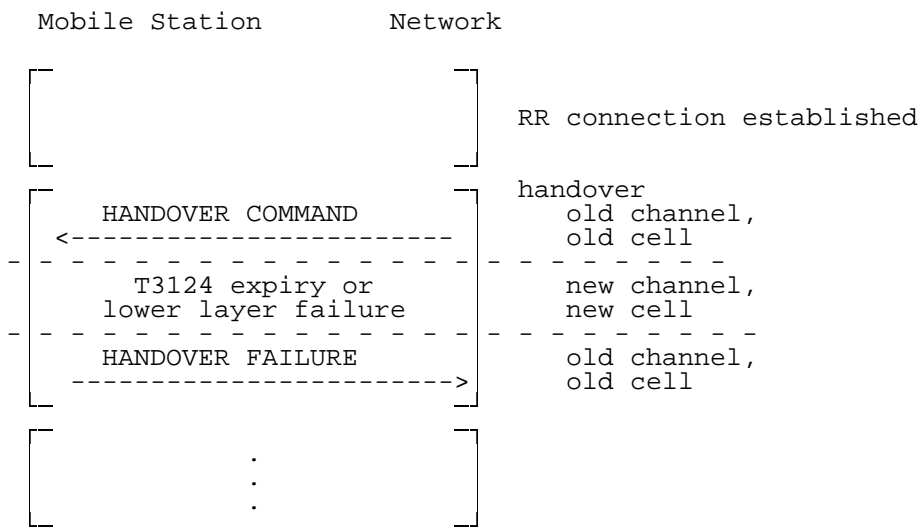 Mobile Station Network
RR connection established
handover
HANDOVER COMMAND old channel,
<------------------------ old cell
- - - - - - - - - - - - - - - - - - - - - - -
T3124 expiry or new channel,
lower layer failure new cell
- - - - - - - - - - - - - - - - - - - - - - - -
HANDOVER FAILURE old channel,
------------------------> old cell
.
.
.